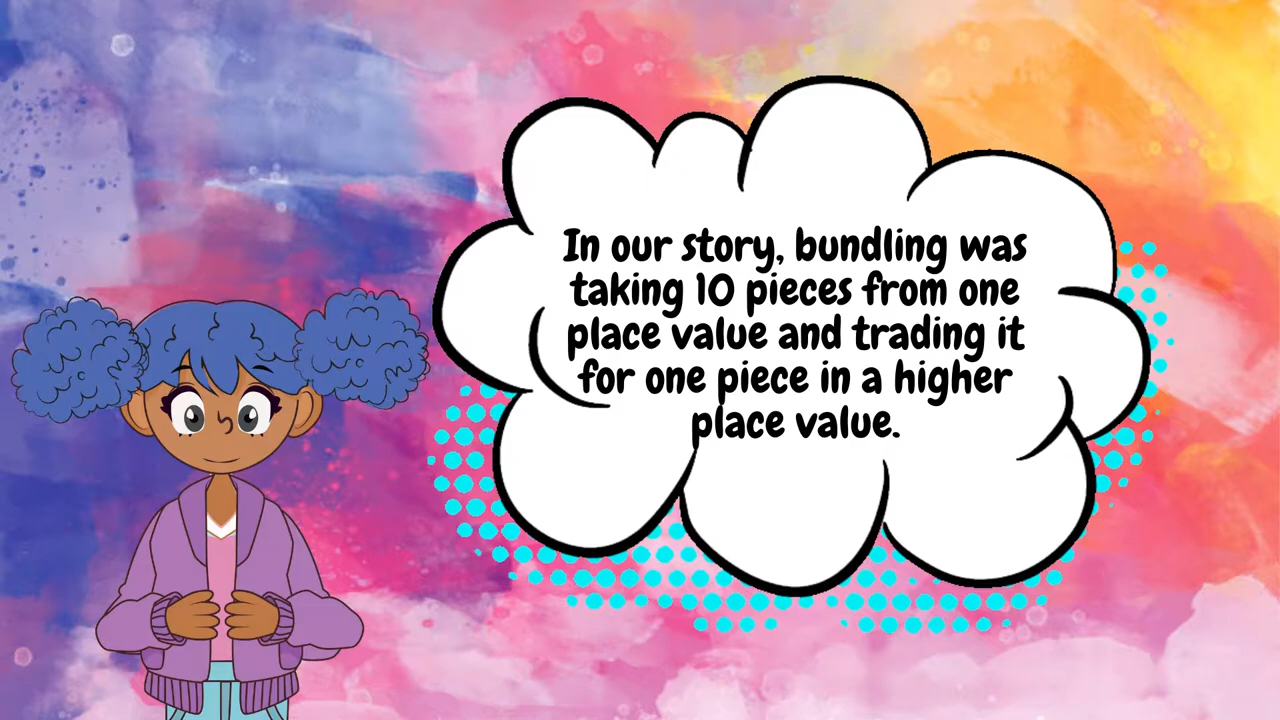 In our story, bundling was
taking 10 pieces from one
place value and trading it
for one piece in a higher
place value.